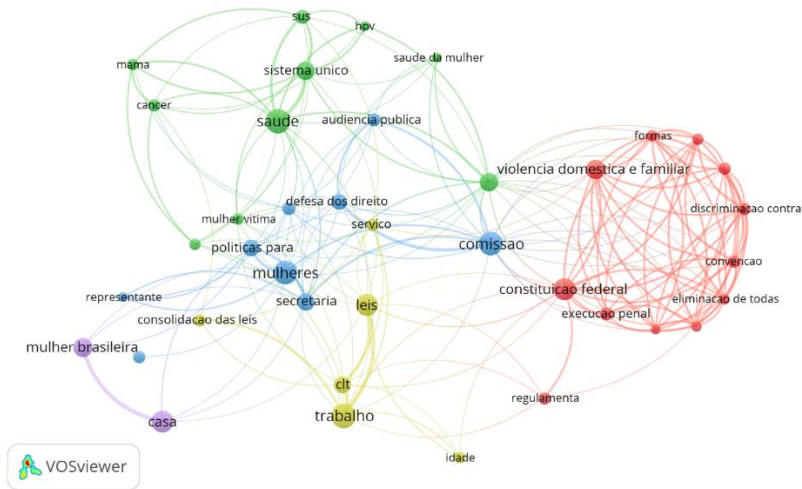 sus
hpv
saude da mulher
mama
sistema unico
cancer
saude
audiencia publica
formas
violencia domestica e familiar
discriminacao contra
defesa dos direito
mulher vitima
servico
politicas para
comissao
convencao
mulheres
constituicao federal
representante
secretaria
leis
eliminacao de todas
consolidacao das leis
execucao penal
mulher brasileira
clt
regulamenta
casa
trabalho
idade
VOSviewer